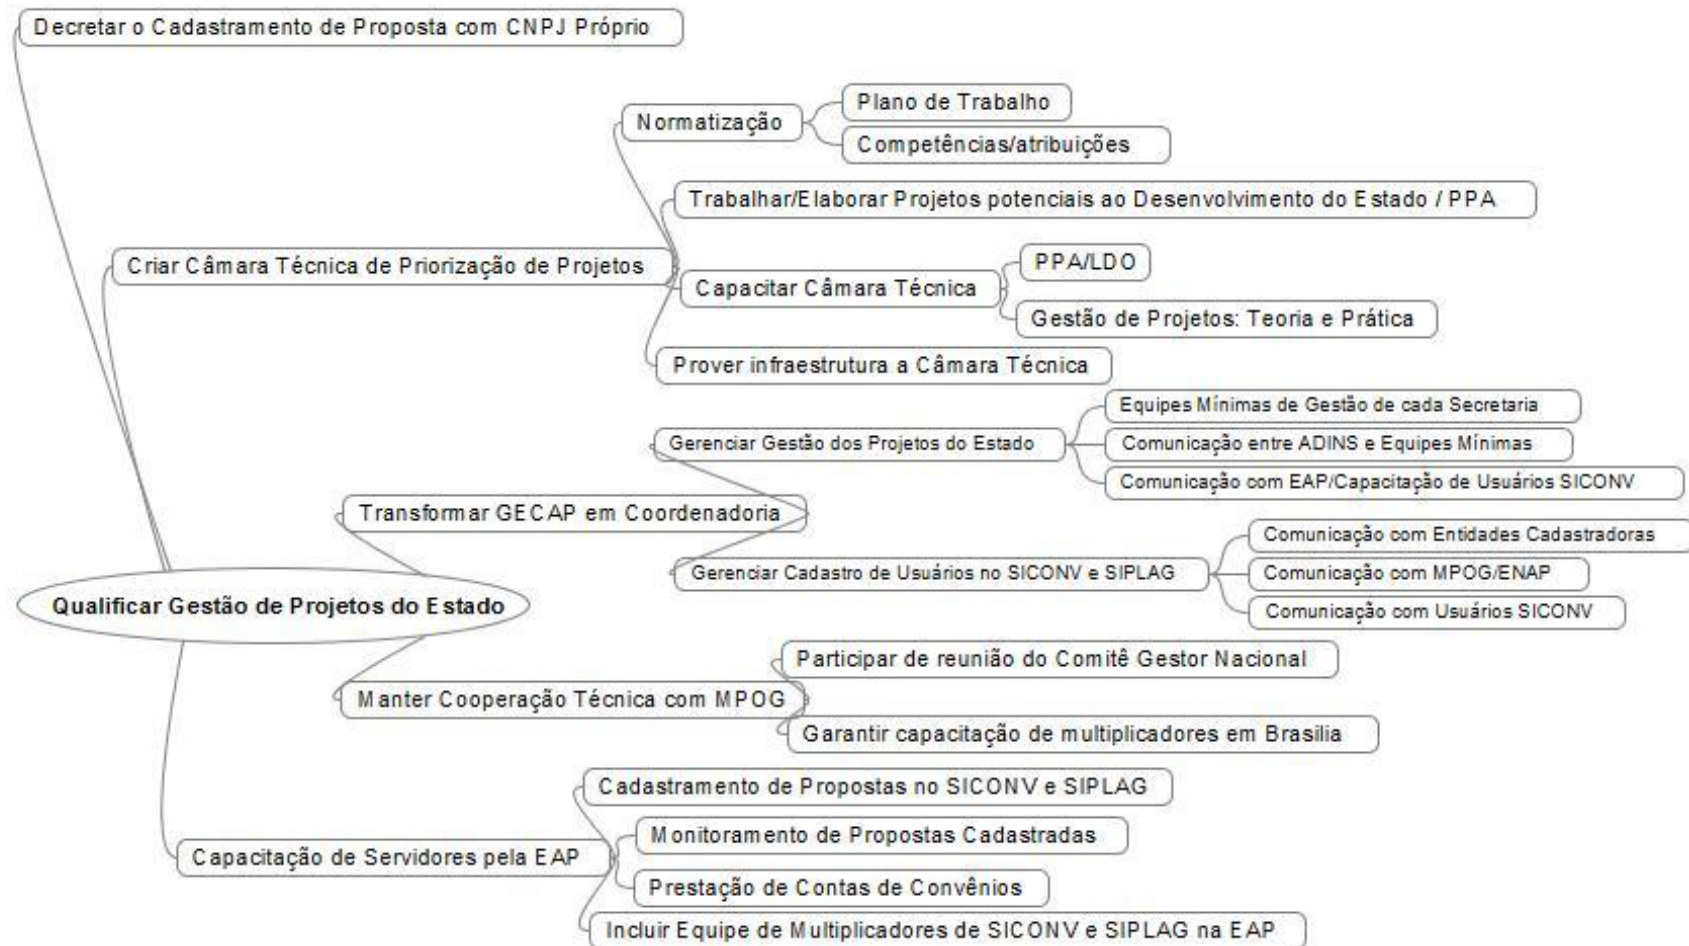 Decretar o Cadastramento de Proposta com CNPJ Próprio
Normatização
Plano de Trabalho
Competências/atribuições
Trabalhar/Elaborar Projetos potenciais ao Desenvolvimento do Estado / PPA
Criar Câmara Técnica de Priorização de Projetos
Capacitar Câmara Técnica
PPA/LDO
Gestão de Projetos: Teoria e Prática
Prover infraestrutura a Câmara Técnica
Gerenciar Gestão dos Projetos do Estado
Equipes Mínimas de Gestão de cada Secretaria
Comunicação entre ADINS e Equipes Mínimas
Comunicação com EAP/Capacitação de Usuários SICONV
Transformar GECAP em Coordenadoria
Gerenciar Cadastro de Usuários no SICONV e SIPLAG
Comunicação com Entidades Cadastradoras
Comunicação com MPOG/ENAP
Comunicação com Usuários SICONV
Qualificar Gestão de Projetos do Estado
Participar de reunião do Comitê Gestor Nacional
Manter Cooperação Técnica com MPOG
Garantir capacitação de multiplicadores em Brasilia
Cadastramento de Propostas no SICONV e SIPLAG
Monitoramento de Propostas Cadastradas
Capacitação de Servidores pela EAP
Prestação de Contas de Convênios
Incluir Equipe de Multiplicadores de SICONV e SIPLAG na EAP